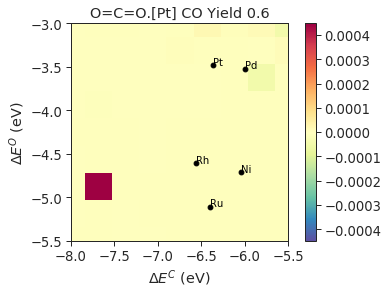 O=C=O.[Pt] CO Yield 0.6
−3.0
−3.5
−4.0
−4.5
−5.0
−5.5
ΔE^O (eV)
Pt
Pd
Rh
Ni
Ru
−8.0 −7.5 −7.0 −6.5 −6.0 −5.5
ΔE^C (eV)
0.0004
0.0003
0.0002
0.0001
0.0000
−0.0001
−0.0002
−0.0003
−0.0004